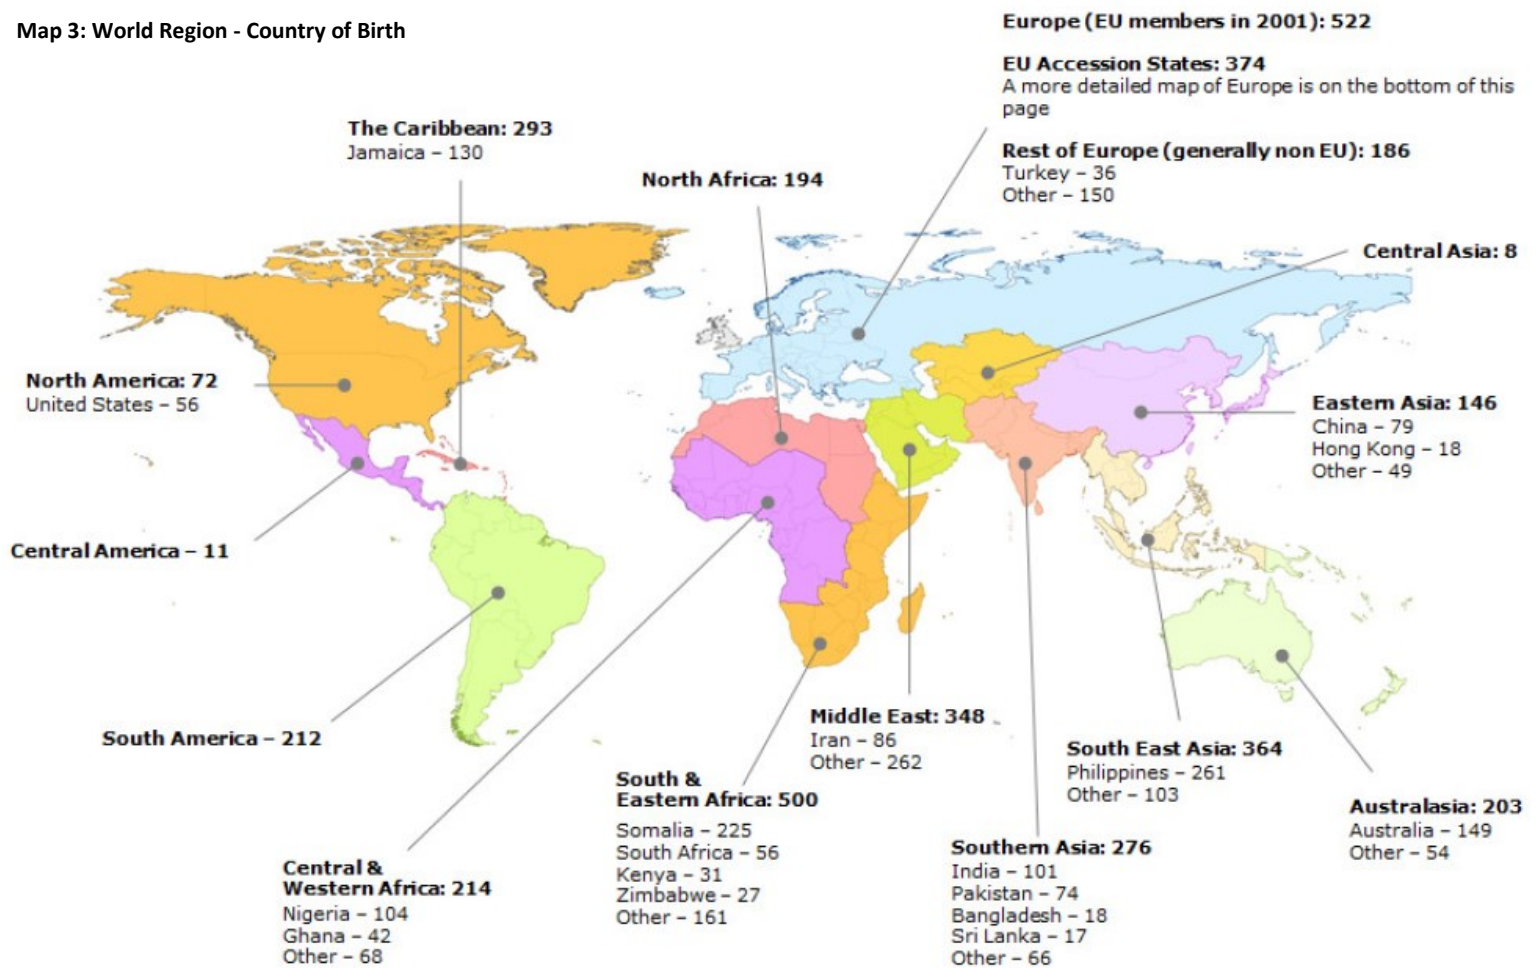 Map 3: World Region - Country of Birth
Europe (EU members in 2001): 522
EU Accession States: 374
A more detailed map of Europe is on the bottom of this
page
Rest of Europe (generally non EU): 186
Turkey – 36
Other – 150
The Caribbean: 293
Jamaica – 130
North Africa: 194
Central Asia: 8
North America: 72
United States – 56
Eastern Asia: 146
China – 79
Hong Kong – 18
Other – 49
Central America – 11
South America – 212
Middle East: 348
Iran – 86
Other – 262
South East Asia: 364
Philippines – 261
Other – 103
South &
Eastern Africa: 500
Somalia – 225
South Africa – 56
Kenya – 31
Zimbabwe – 27
Other – 161
Australasia: 203
Australia – 149
Other – 54
Central &
Western Africa: 214
Nigeria – 104
Ghana – 42
Other – 68
Southern Asia: 276
India – 101
Pakistan – 74
Bangladesh – 18
Sri Lanka – 17
Other – 66